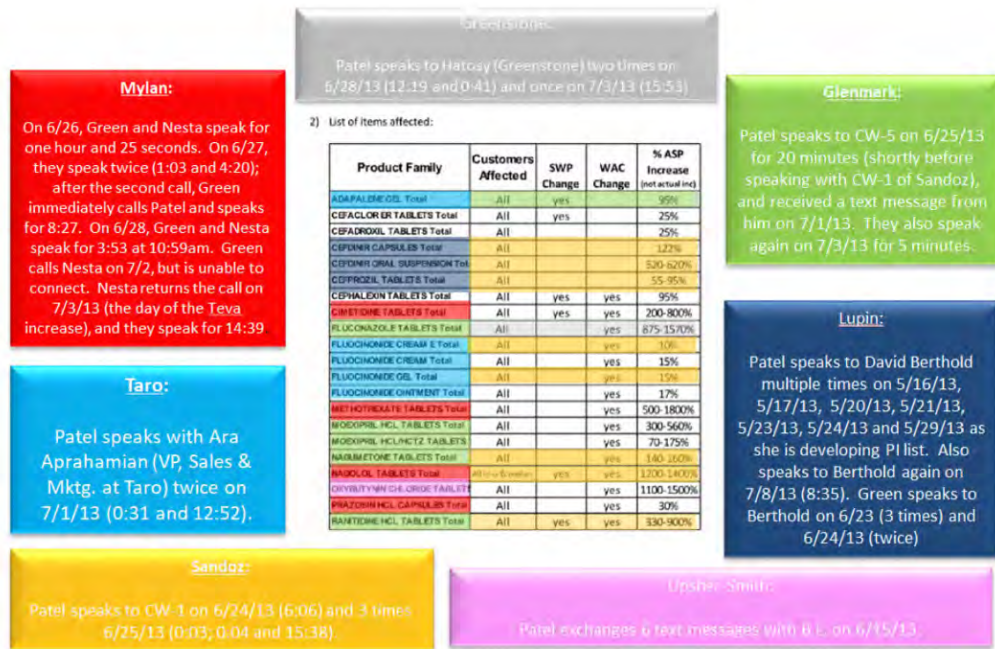 Greenstone:
Patel speaks to Hatosy (Greenstone) two times on
6/28/13 (12:19 and 0:41) and once on 7/3/13 (15:53)
Mylan:
On 6/26, Green and Nesta speak for
one hour and 25 seconds. On 6/27,
they speak twice (1:03 and 4:20);
after the second call, Green
immediately calls Patel and speaks
for 8:27. On 6/28, Green and Nesta
speak for 3:53 at 10:59am. Green
calls Nesta on 7/2, but is unable to
connect. Nesta returns the call on
7/3/13 (the day of the Teva
increase), and they speak for 14:39.
Taro:
Patel speaks with Ara
Aprahamian (VP, Sales &
Mktg. at Taro) twice on
7/1/13 (0:31 and 12:52).
2) List of items affected:
Product Family Customers Affected SWP Change WAC Change % ASP Increase (not actual inc)
ADAPALENE GEL Total All yes 95%
CEFACLOR ER TABLETS Total All yes 25%
CEFADROXIL TABLETS Total All 25%
CEFDINIR CAPSULES Total All 122%
CEFDINIR ORAL SUSPENSION Tot All 520-620%
CEFPROZIL TABLETS Total All 55-95%
CEPHALEXIN TABLETS Total All yes yes 95%
CIMETIDINE TABLETS Total All yes yes 200-800%
FLUCONAZOLE TABLETS Total All yes 875-1570%
FLUOCINONIDE CREAM E Total All yes 10%
FLUOCINONIDE CREAM Total All yes 15%
FLUOCINONIDE GEL Total All yes 15%
FLUOCINONIDE OINTMENT Total All yes 17%
METHOTREXATE TABLETS Total All yes 500-1800%
MOEXIPRIL HCL TABLETS Total All yes 300-560%
MOEXIPRIL HCL/HCTZ TABLETS All yes 70-175%
NABUMETONE TABLETS Total All yes 140-160%
NADOLOL TABLETS Total yes yes 1200-1400%
OXYBUTYNIN CHLORIDE TABLETS All yes 1100-1500%
PRAZOSIN HCL CAPSULES Total All yes 30%
RANITIDINE HCL TABLETS Total All yes yes 330-900%
Glenmark:
Patel speaks to CW-5 on 6/25/13
for 20 minutes (shortly before
speaking with CW-1 of Sandoz),
and received a text message from
him on 7/1/13. They also speak
again on 7/3/13 for 5 minutes.
Lupin:
Patel speaks to David Berthold
multiple times on 5/16/13,
5/17/13, 5/20/13, 5/21/13,
5/23/13, 5/24/13 and 5/29/13 as
she is developing PI list. Also
speaks to Berthold again on
7/8/13 (8:35). Green speaks to
Berthold on 6/23 (3 times) and
6/24/13 (twice)
Sandoz:
Patel speaks to CW-1 on 6/24/13 (6:06) and 3 times
6/25/13 (0:03; 0:04 and 15:38).
Upsher-Smith:
Patel exchanges 6 text messages with B.L. on 6/15/13.